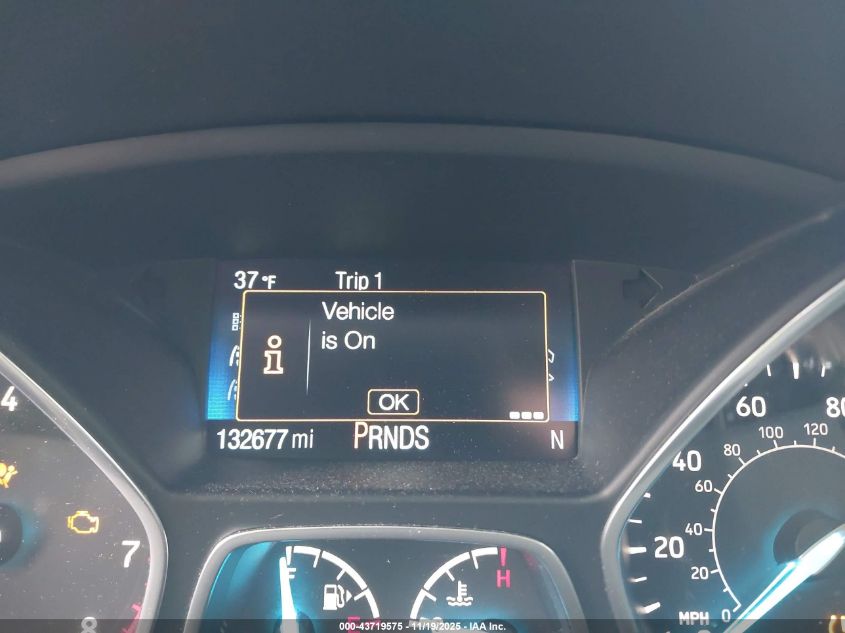 37 °F Trip 1
Vehicle
is On
OK
132677 mi PRNDS N
4
7
8
F
H
80
60
40
20
MPH 0
120
100
80
60
40
20
000-43719575 - 11/19/2025 - IAA Inc.